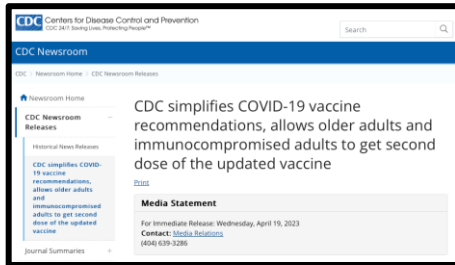 CDC Centers for Disease Control and Prevention
CDC 24/7: Saving Lives, Protecting People™
Search
CDC Newsroom
CDC > Newsroom Home > CDC Newsroom Releases
Newsroom Home
CDC Newsroom
Releases
–
Historical News Releases
CDC simplifies COVID-
19 vaccine
recommendations,
allows older adults
and
immunocompromised
adults to get second
dose of the updated
vaccine
Journal Summaries +
CDC simplifies COVID-19 vaccine
recommendations, allows older adults and
immunocompromised adults to get second
dose of the updated vaccine
Print
Media Statement
For Immediate Release: Wednesday, April 19, 2023
Contact: Media Relations
(404) 639-3286